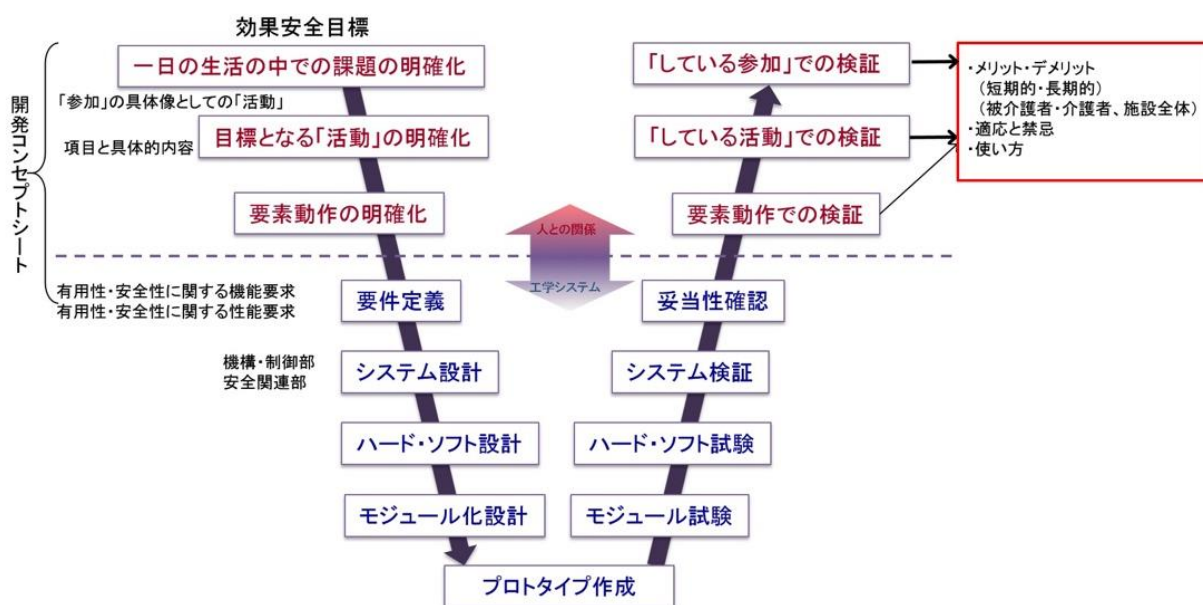 効果安全目標
開発コンセプトシート
一日の生活の中での課題の明確化
「参加」の具体像としての「活動」
目標となる「活動」の明確化
項目と具体的内容
要素動作の明確化
有用性・安全性に関する機能要求
有用性・安全性に関する性能要求
要件定義
機構・制御部
安全関連部
システム設計
ハード・ソフト設計
モジュール化設計
プロトタイプ作成
モジュール試験
ハード・ソフト試験
システム検証
妥当性確認
人との関係
工学システム
要素動作での検証
「している活動」での検証
「している参加」での検証
・メリット・デメリット
（短期的・長期的）
（被介護者・介護者、施設全体）
・適応と禁忌
・使い方